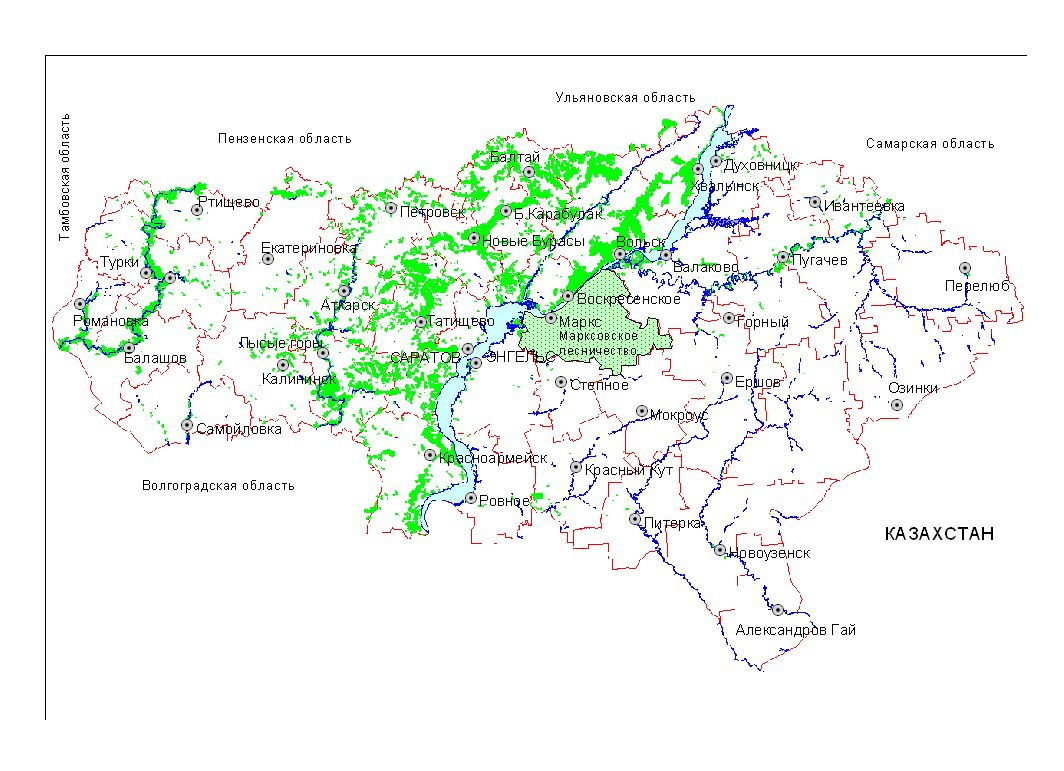 Ульяновская область
Пензенская область
Самарская область
Тамбовская область
Балтай
Духовницк
Хвалынск
Ртищево
Петровск
Б.Карабулак
Ивантеевка
Екатериновка
Новые Бурасы
Вольск
Турки
Валаково
Пугачев
Перелюб
Аткарск
Воскресенское
Романовка
Татищево
Маркс
Горный
Марксовское
лесничество
Лысые горы
Балашов
САРАТОВ
ЭНГЕЛЬС
Калининск
Степное
Ершов
Озинки
Мокроус
Самойловка
Красноармейск
Красный Кут
Волгоградская область
Ровное
Питерка
КАЗАХСТАН
Новоузенск
Александров Гай